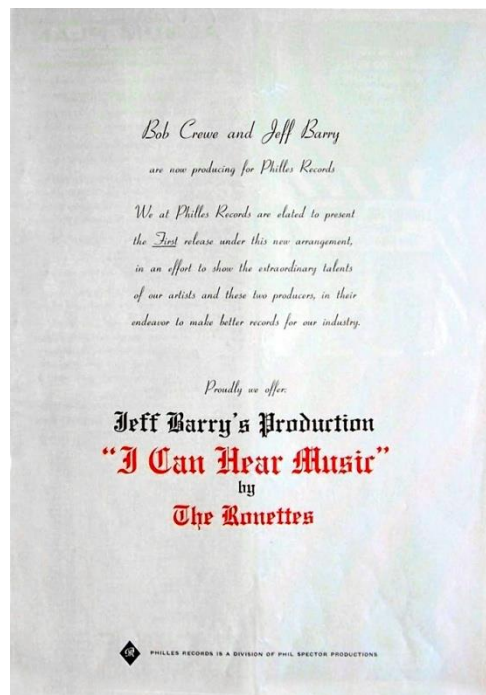 Bob Crewe and Jeff Barry
are now producing for Philles Records
We at Philles Records are elated to present
the First release under this new arrangement,
in an effort to show the extraordinary talents
of our artists and these two producers, in their
endeavor to make better records for our industry.
Proudly we offer:
Jeff Barry's Production
"I Can Hear Music"
by
The Ronettes
PHILLES RECORDS IS A DIVISION OF PHIL SPECTOR PRODUCTIONS